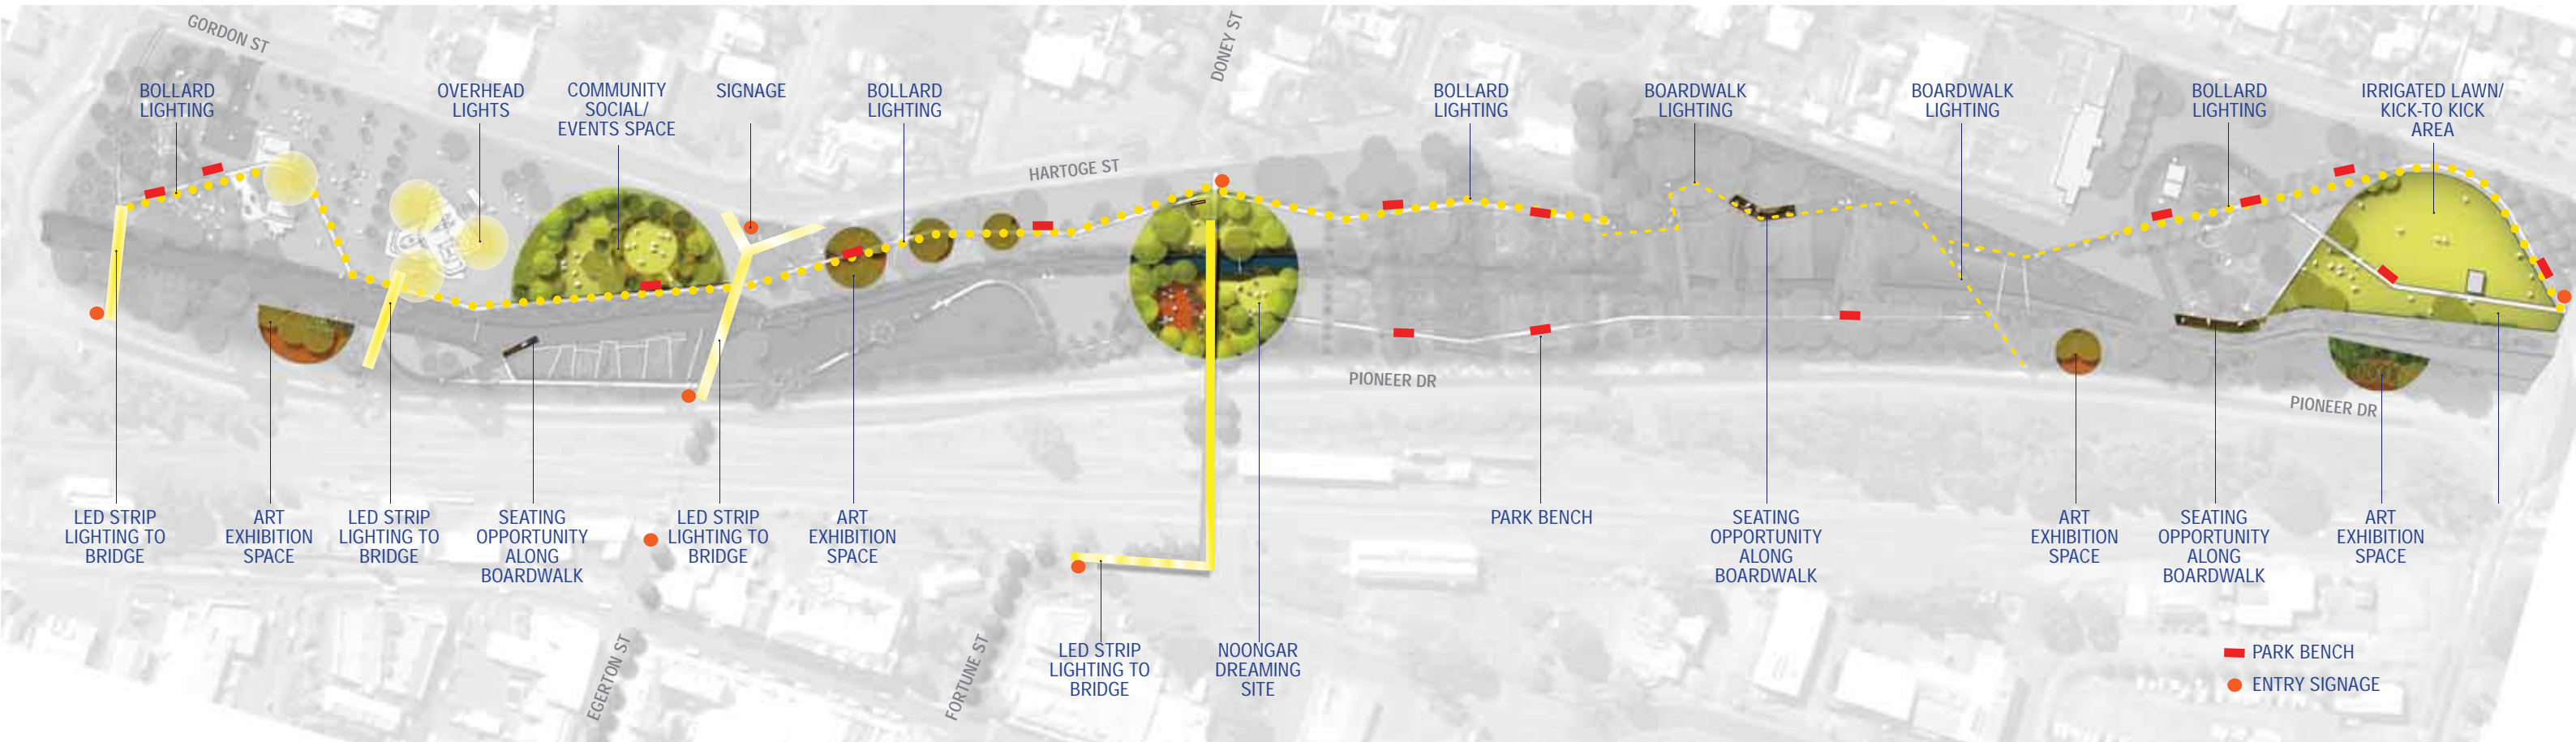 GORDON ST
DONEY ST
BOLLARD
LIGHTING
OVERHEAD
LIGHTS
COMMUNITY
SOCIAL/
EVENTS SPACE
SIGNAGE
BOLLARD
LIGHTING
BOLLARD
LIGHTING
BOARDWALK
LIGHTING
BOARDWALK
LIGHTING
BOLLARD
LIGHTING
IRRIGATED LAWN/
KICK-TO KICK
AREA
HARTOGE ST
PIONEER DR
PIONEER DR
LED STRIP
LIGHTING TO
BRIDGE
ART
EXHIBITION
SPACE
LED STRIP
LIGHTING TO
BRIDGE
SEATING
OPPORTUNITY
ALONG
BOARDWALK
LED STRIP
LIGHTING TO
BRIDGE
ART
EXHIBITION
SPACE
PARK BENCH
SEATING
OPPORTUNITY
ALONG
BOARDWALK
ART
EXHIBITION
SPACE
SEATING
OPPORTUNITY
ALONG
BOARDWALK
ART
EXHIBITION
SPACE
EGERTON ST
FORTUNE ST
LED STRIP
LIGHTING TO
BRIDGE
NOONGAR
DREAMING
SITE
PARK BENCH
ENTRY SIGNAGE